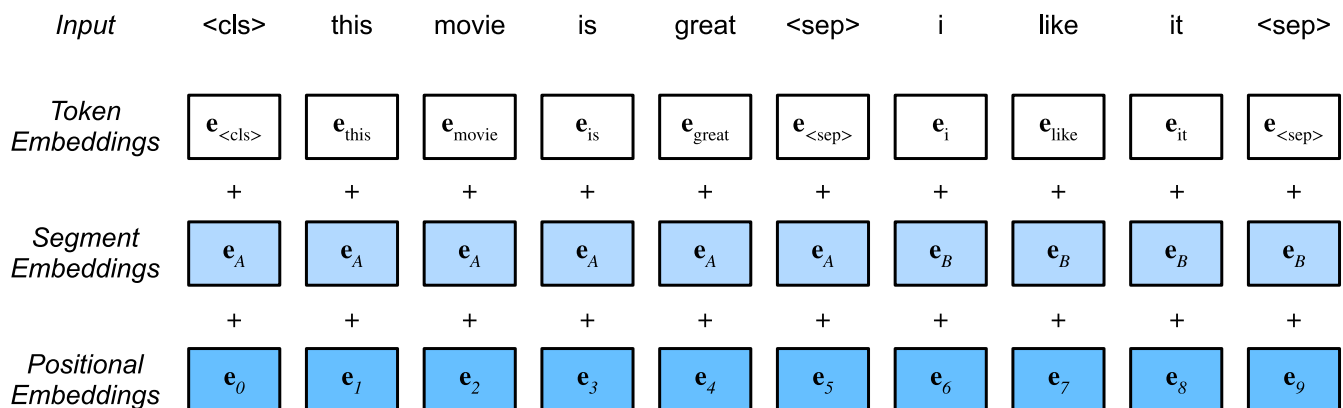 Input <cls> this movie is great <sep> i like it <sep>
Token Embeddings e<cls> ethis emovie eis egreat e<sep> ei elike eit e<sep>
+ + + + + + + + + +
Segment Embeddings eA eA eA eA eA eA eB eB eB eB
+ + + + + + + + + +
Positional Embeddings e0 e1 e2 e3 e4 e5 e6 e7 e8 e9